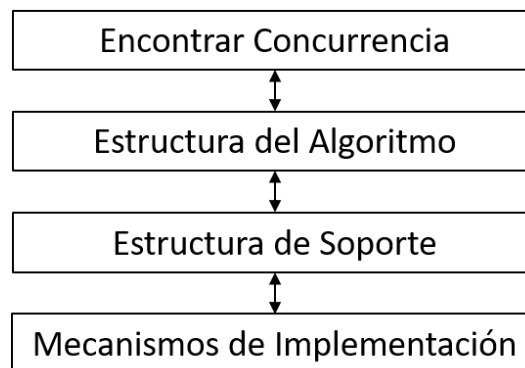 Encontrar Concurrencia
Estructura del Algoritmo
Estructura de Soporte
Mecanismos de Implementación